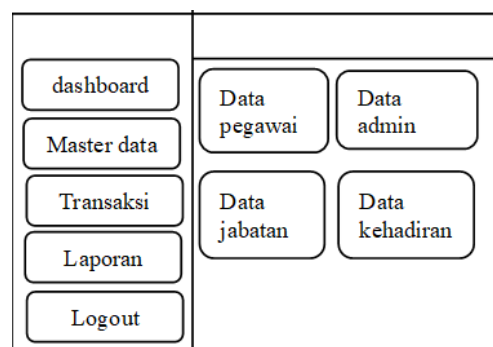 dashboard
Master data
Transaksi
Laporan
Logout
Data
pegawai
Data
admin
Data
jabatan
Data
kehadiran